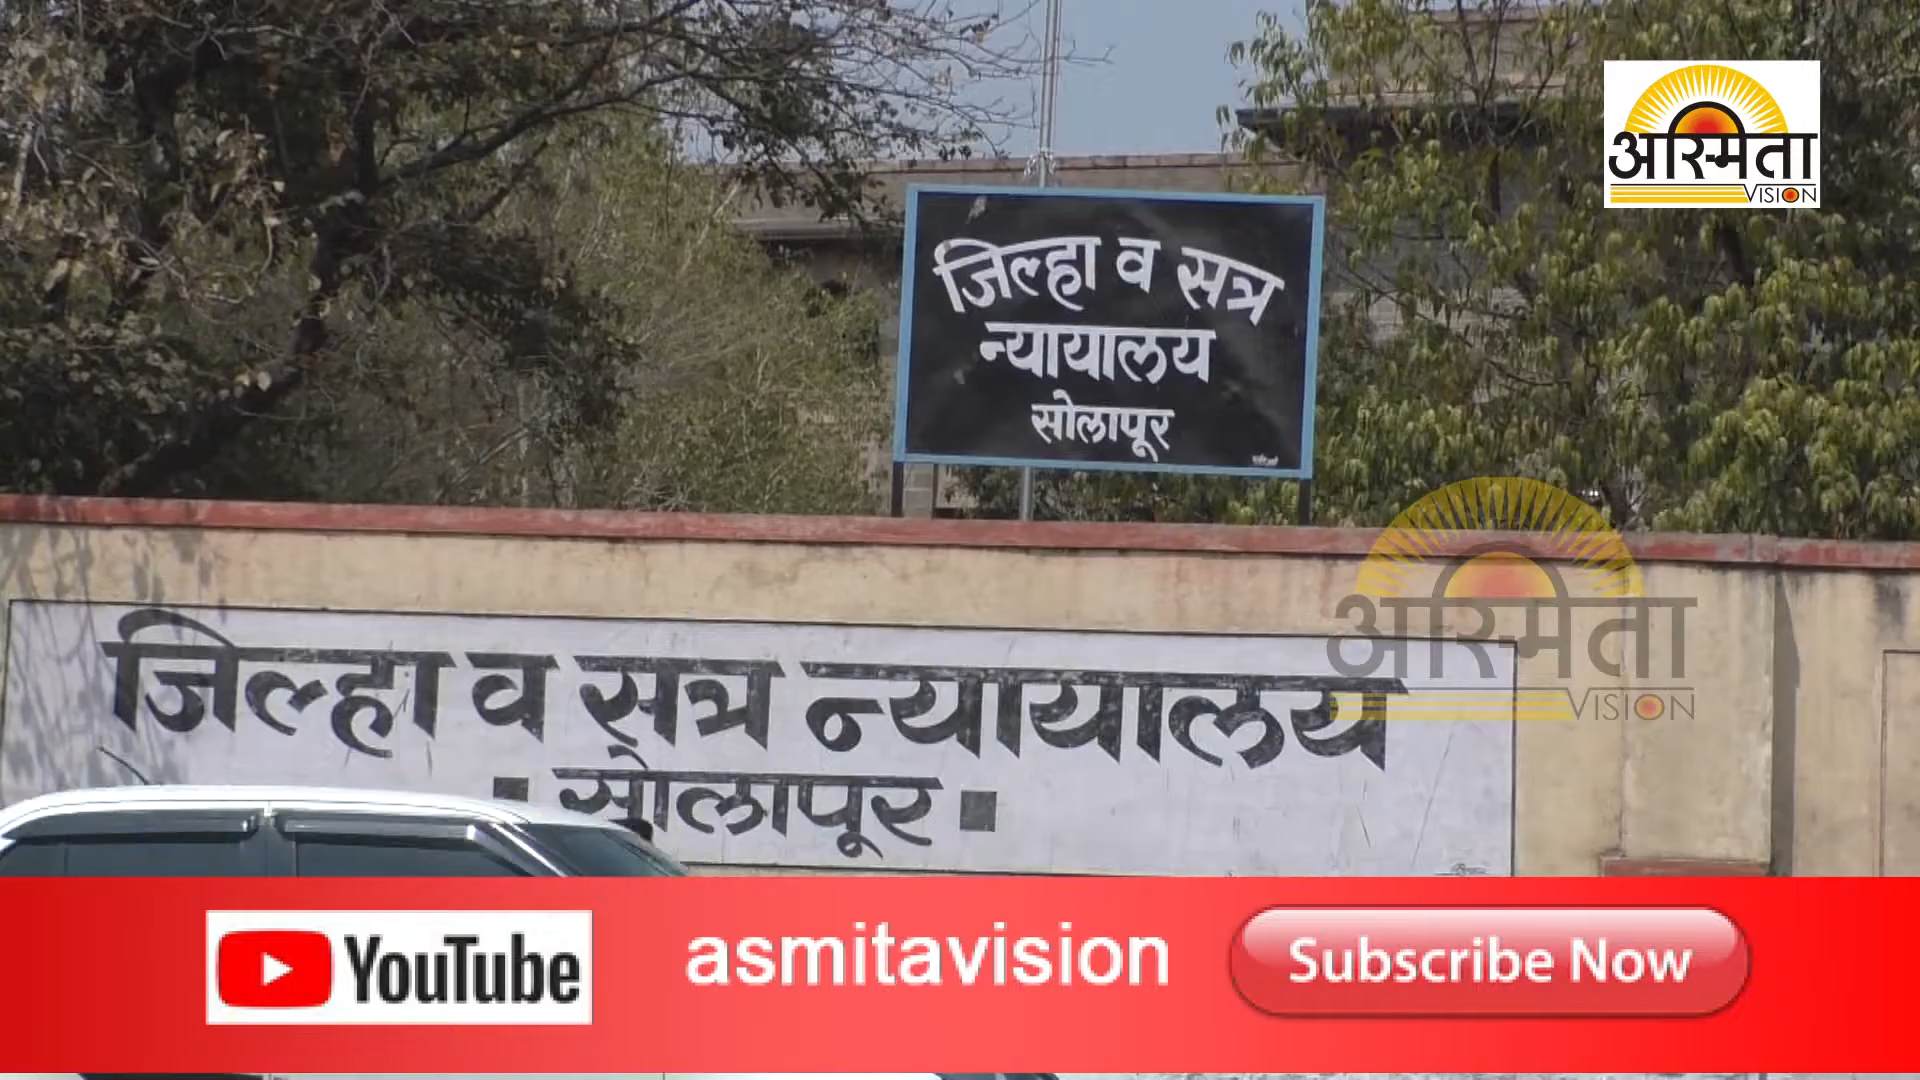 अस्मिता
VISION
जिल्हा व सत्र
न्यायालय
सोलापूर
अस्मिता
VISION
जिल्हा व सत्र न्यायालय
सोलापूर
YouTube
asmitavision
Subscribe Now